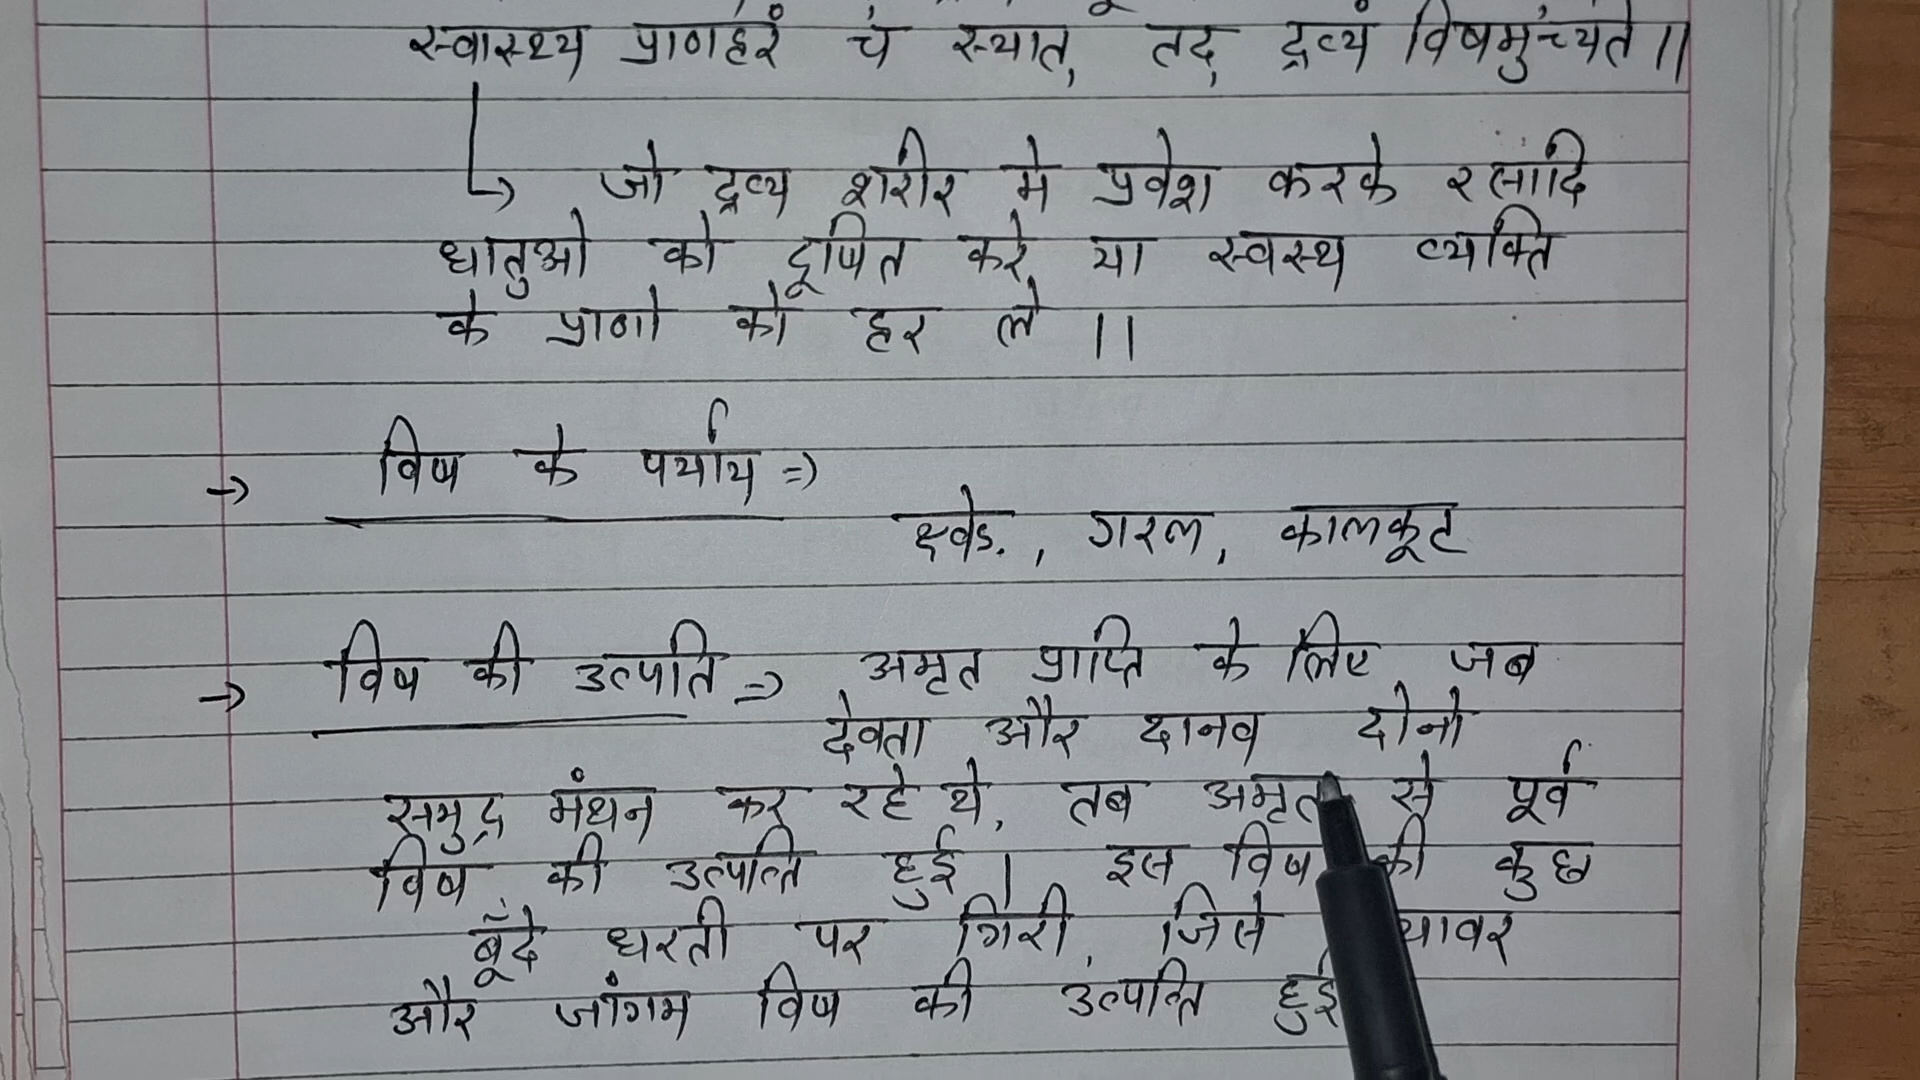 स्वास्थ्य प्राणहरं च स्यात, तद् द्रव्यं विषमुच्यते ॥
→ जो द्रव्य शरीर मे प्रवेश करके रसादि
धातुओ को दूषित करे या स्वस्थ व्यक्ति
के प्राणो को हर ले ॥
→ विष के पर्याय ⇒
क्ष्वेड, गरल, कालकूट
→ विष की उत्पति ⇒ अमृत प्राप्ति के लिए जब
देवता और दानव दोनो
समुद्र मंथन कर रहे थे, तब अमृत से पूर्व
विष की उत्पत्ति हुई । इस विष की कुछ
बूँदे धरती पर गिरी, जिसे थावर
और जांगम विष की उत्पत्ति हुई